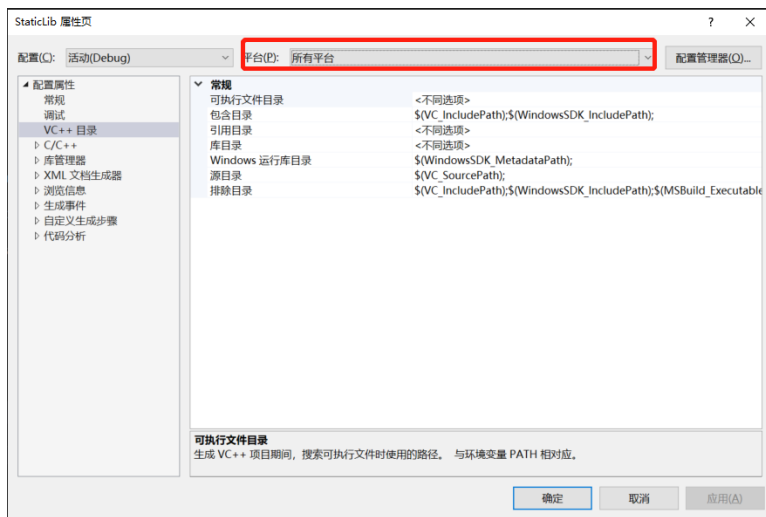 StaticLib 属性页
? ×
配置(C): 活动(Debug) 平台(P): 所有平台 配置管理器(O)...
配置属性
常规
调试
VC++ 目录
C/C++
库管理器
XML 文档生成器
浏览信息
生成事件
自定义生成步骤
代码分析
常规
可执行文件目录 <不同选项>
包含目录 $(VC_IncludePath);$(WindowsSDK_IncludePath);
引用目录 <不同选项>
库目录 <不同选项>
Windows 运行库目录 $(WindowsSDK_MetadataPath);
源目录 $(VC_SourcePath);
排除目录 $(VC_IncludePath);$(WindowsSDK_IncludePath);$(MSBuild_Executable
可执行文件目录
生成 VC++ 项目期间，搜索可执行文件时使用的路径。 与环境变量 PATH 相对应。
确定 取消 应用(A)